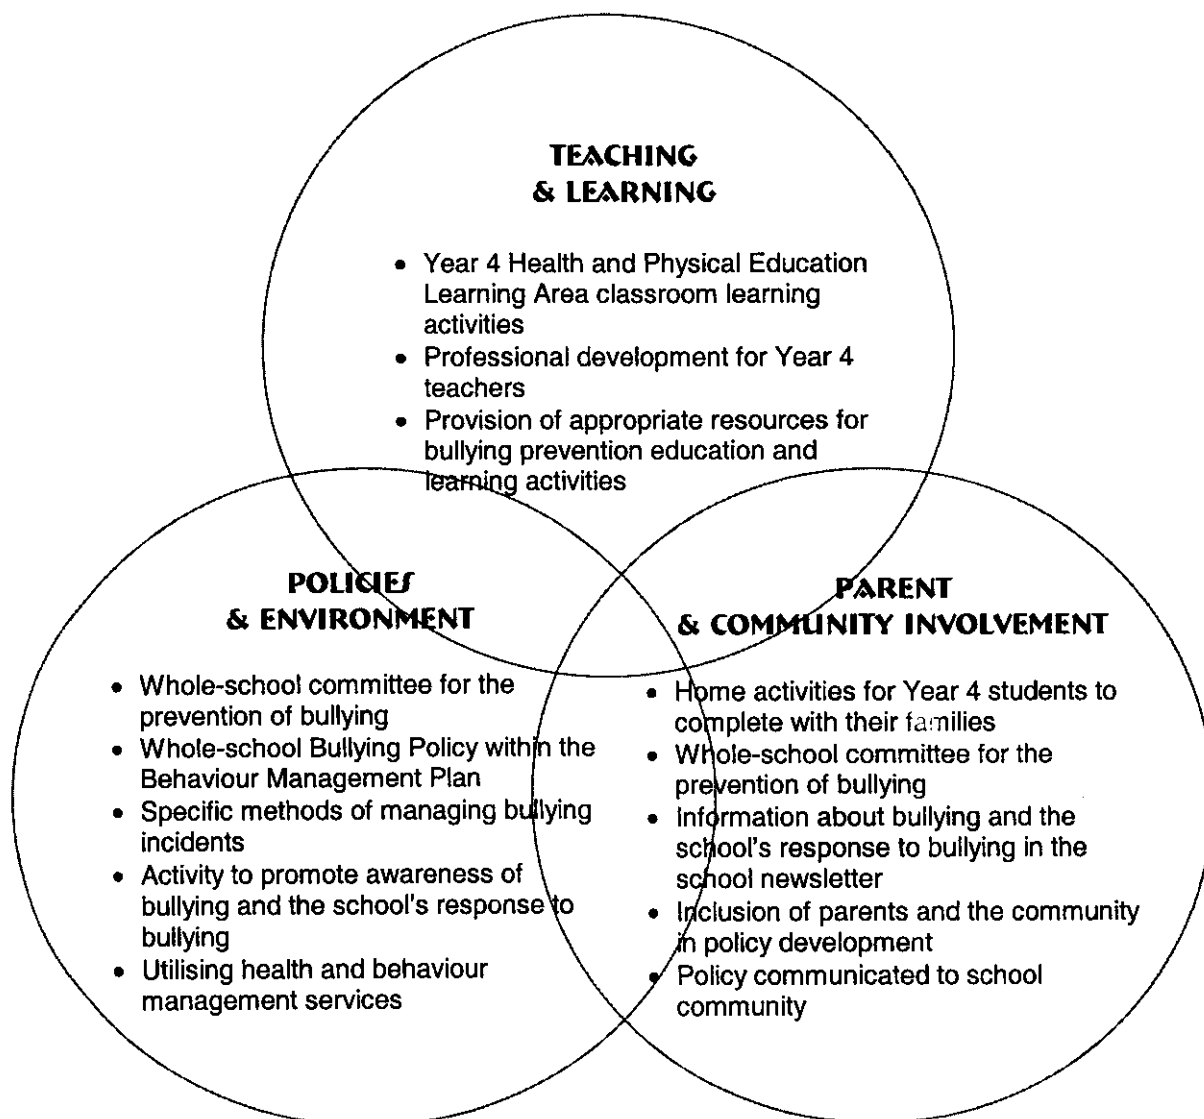 TEACHING
& LEARNING
• Year 4 Health and Physical Education
Learning Area classroom learning
activities
• Professional development for Year 4
teachers
• Provision of appropriate resources for
bullying prevention education and
learning activities
POLICIES
& ENVIRONMENT
• Whole-school committee for the
prevention of bullying
• Whole-school Bullying Policy within the
Behaviour Management Plan
• Specific methods of managing bullying
incidents
• Activity to promote awareness of
bullying and the school's response to
bullying
• Utilising health and behaviour
management services
PARENT
& COMMUNITY INVOLVEMENT
• Home activities for Year 4 students to
complete with their families
• Whole-school committee for the
prevention of bullying
• Information about bullying and the
school's response to bullying in the
school newsletter
• Inclusion of parents and the community
in policy development
• Policy communicated to school
community